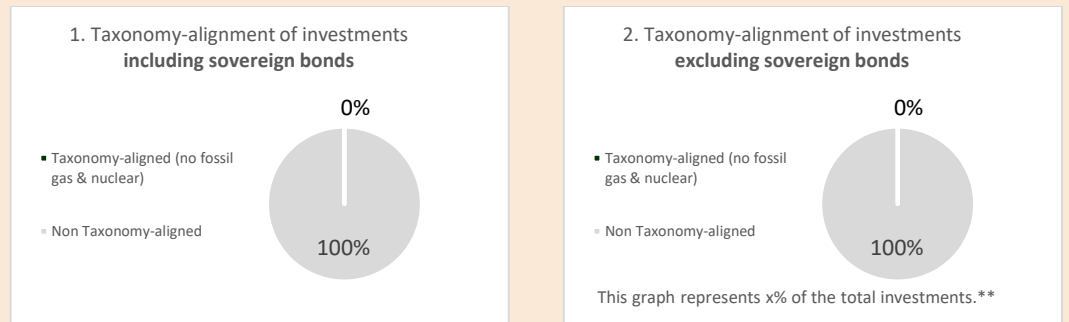 1. Taxonomy-alignment of investments
including sovereign bonds
0%
Taxonomy-aligned (no fossil
gas & nuclear)
Non Taxonomy-aligned
100%
2. Taxonomy-alignment of investments
excluding sovereign bonds
0%
Taxonomy-aligned (no fossil
gas & nuclear)
Non Taxonomy-aligned
100%
This graph represents x% of the total investments.**